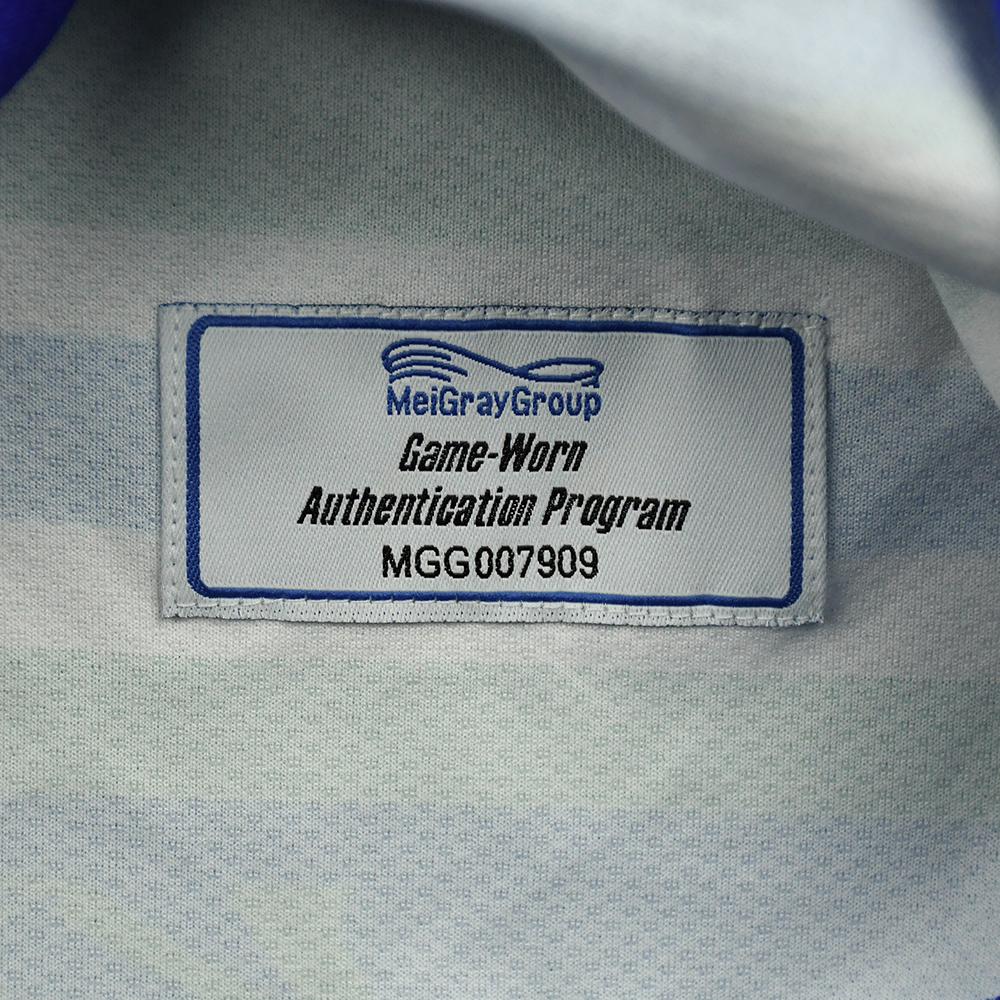 MeiGrayGroup
Game-Worn
Authentication Program
MGG007909